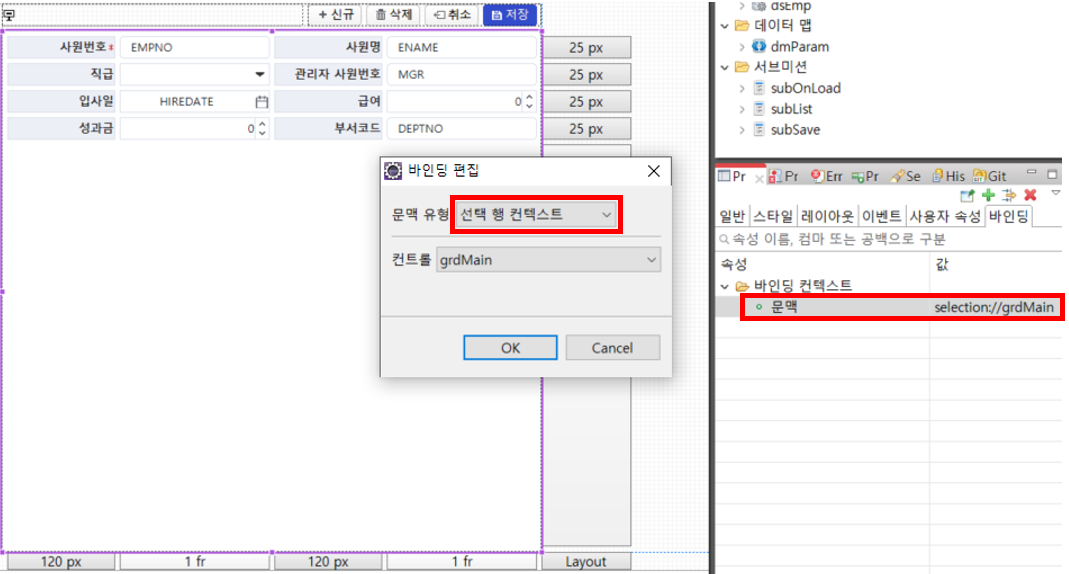 + 신규 삭제 취소 저장
사원번호* EMPNO 사원명 ENAME 25 px
직급 관리자 사원번호 MGR 25 px
입사일 HIREDATE 급여 0 25 px
성과금 0 부서코드 DEPTNO 25 px
120 px 1 fr 120 px 1 fr Layout
바인딩 편집
문맥 유형 선택 행 컨텍스트
컨트롤 grdMain
OK Cancel
dsEmp
데이터 맵
dmParam
서브미션
subOnLoad
subList
subSave
Pr Pr Err Pr Se His Git
일반 스타일 레이아웃 이벤트 사용자 속성 바인딩
속성 이름, 컴마 또는 공백으로 구분
속성 값
바인딩 컨텍스트
문맥 selection://grdMain